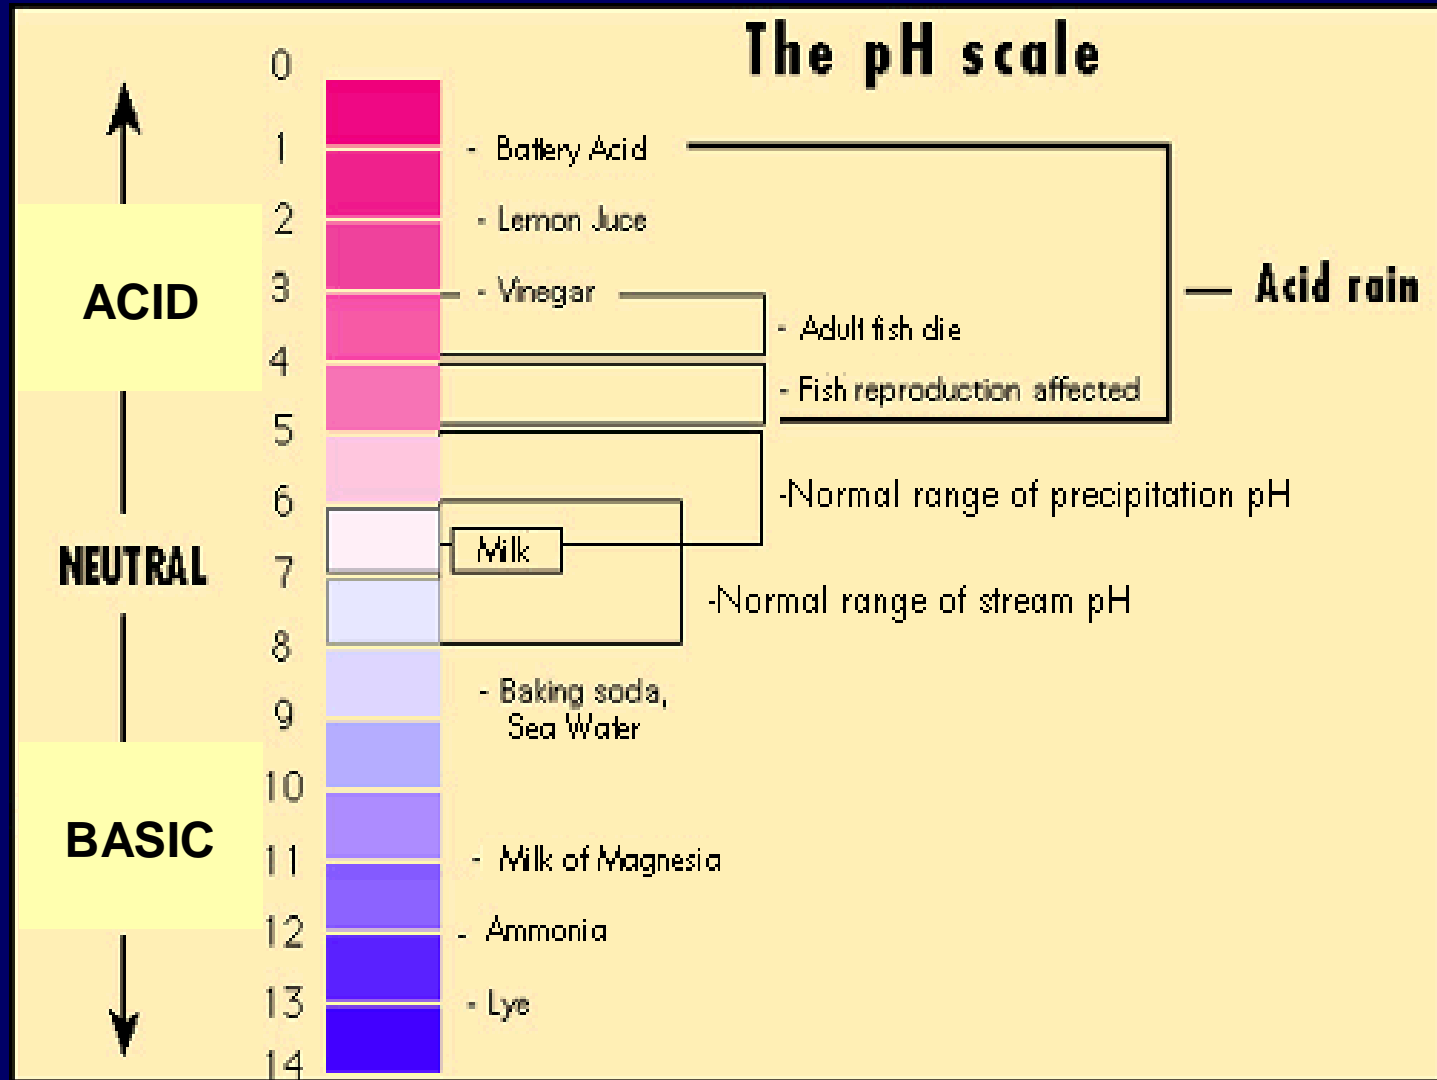 The pH scale
0
1
- Battery Acid
2
- Lemon Juce
ACID
3
- Vinegar
Acid rain
- Adult fish die
4
- Fish reproduction affected
5
6
-Normal range of precipitation pH
Milk
NEUTRAL
7
-Normal range of stream pH
8
- Baking soda,
Sea Water
9
10
BASIC
11
- Milk of Magnesia
12
- Ammonia
13
- Lye
14